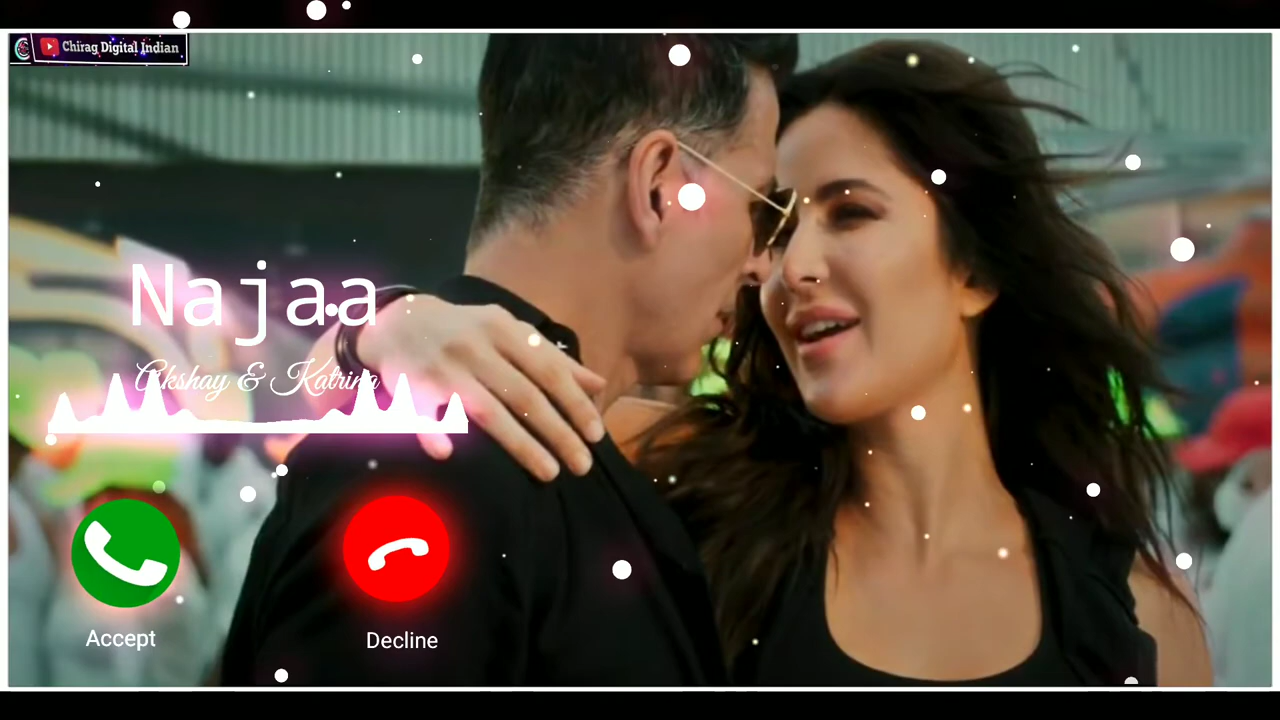 Chirag Digital Indian
Najaa
Akshay & Katrina
Accept
Decline